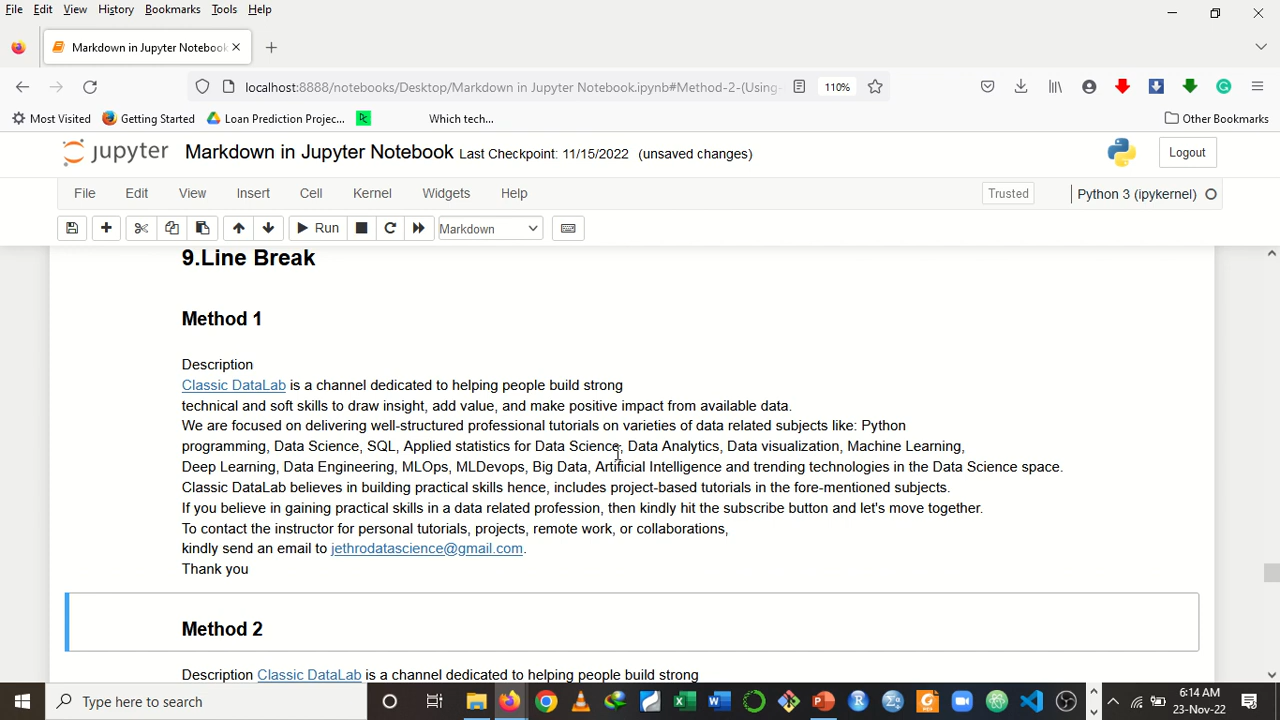 File Edit View History Bookmarks Tools Help
Markdown in Jupyter Notebook
localhost:8888/notebooks/Desktop/Markdown in Jupyter Notebook.ipynb#Method-2-(Using- 110%
Most Visited Getting Started Loan Prediction Projec... Which tech... Other Bookmarks
jupyter Markdown in Jupyter Notebook Last Checkpoint: 11/15/2022 (unsaved changes) Logout
File Edit View Insert Cell Kernel Widgets Help Trusted Python 3 (ipykernel)
Run Markdown
9.Line Break
Method 1
Description
Classic DataLab is a channel dedicated to helping people build strong
technical and soft skills to draw insight, add value, and make positive impact from available data.
We are focused on delivering well-structured professional tutorials on varieties of data related subjects like: Python
programming, Data Science, SQL, Applied statistics for Data Science, Data Analytics, Data visualization, Machine Learning,
Deep Learning, Data Engineering, MLOps, MLDevops, Big Data, Artificial Intelligence and trending technologies in the Data Science space.
Classic DataLab believes in building practical skills hence, includes project-based tutorials in the fore-mentioned subjects.
If you believe in gaining practical skills in a data related profession, then kindly hit the subscribe button and let's move together.
To contact the instructor for personal tutorials, projects, remote work, or collaborations,
kindly send an email to jethrodatascience@gmail.com.
Thank you
Method 2
Description Classic DataLab is a channel dedicated to helping people build strong
Type here to search
6:14 AM
23-Nov-22